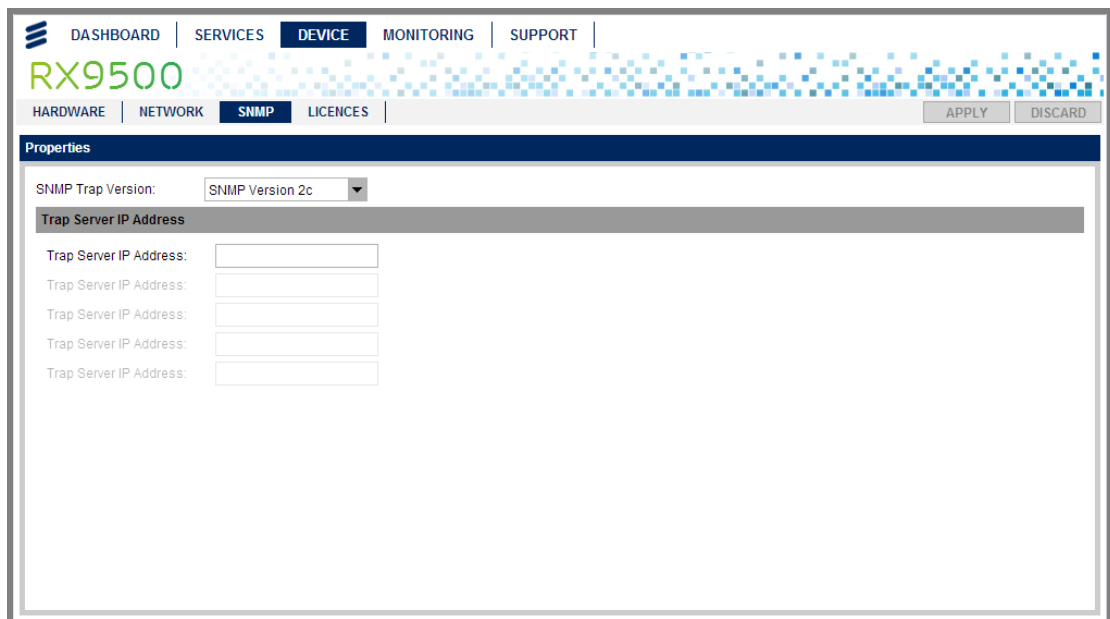 DASHBOARD SERVICES DEVICE MONITORING SUPPORT
RX9500
HARDWARE NETWORK SNMP LICENCES APPLY DISCARD
Properties
SNMP Trap Version: SNMP Version 2c
Trap Server IP Address
Trap Server IP Address:
Trap Server IP Address:
Trap Server IP Address:
Trap Server IP Address:
Trap Server IP Address: